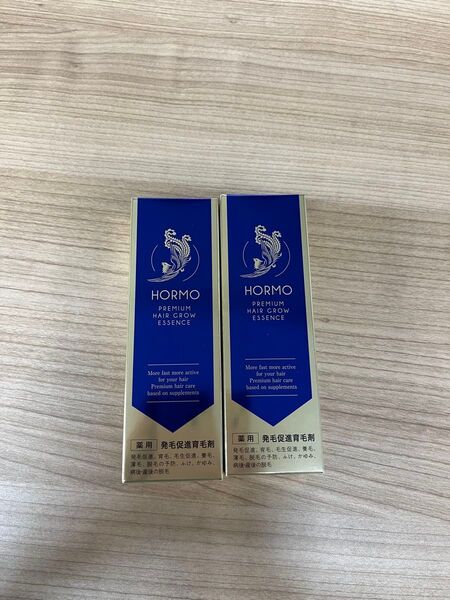 HORMO
PREMIUM
HAIR GROW
ESSENCE
More fast more active
for your hair
Premium hair care
based on supplements
薬用 発毛促進育毛剤
発毛促進、育毛、毛生促進、養毛、
薄毛、脱毛の予防、ふけ、かゆみ、
病後・産後の脱毛
HORMO
PREMIUM
HAIR GROW
ESSENCE
More fast more active
for your hair
Premium hair care
based on supplements
薬用 発毛促進育毛剤
発毛促進、育毛、毛生促進、養毛、
薄毛、脱毛の予防、ふけ、かゆみ、
病後・産後の脱毛